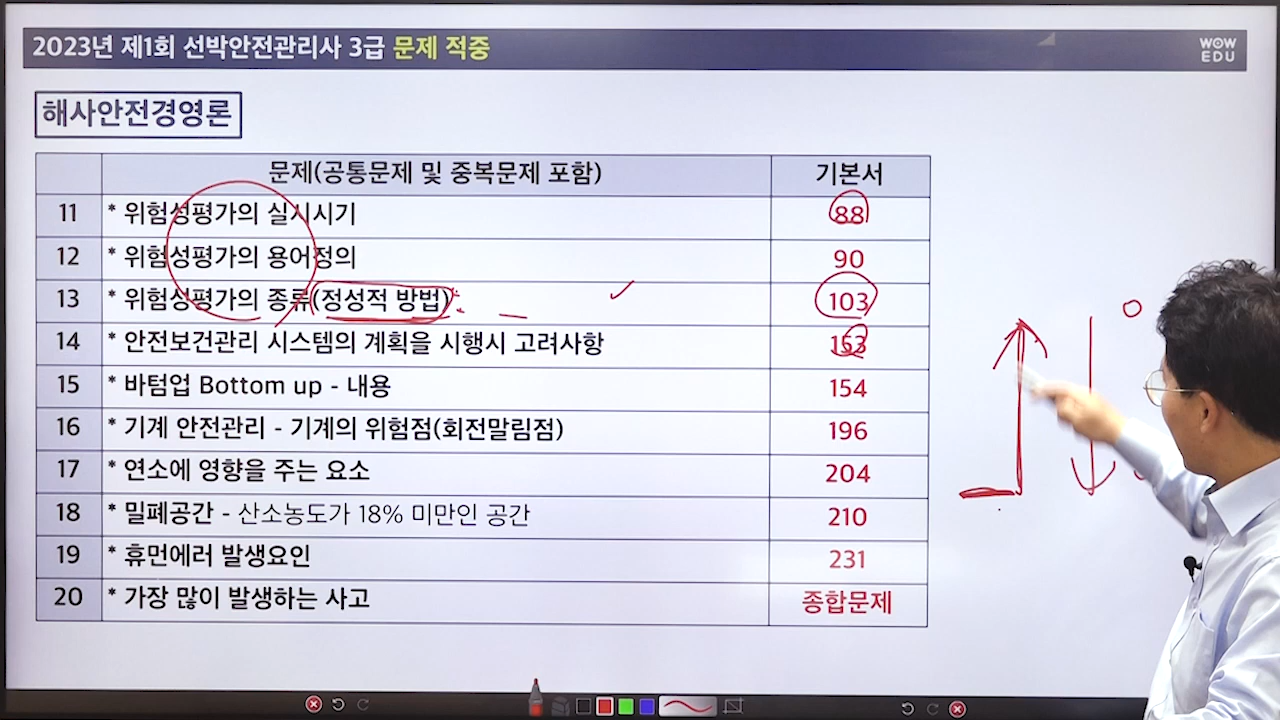 2023년 제1회 선박안전관리사 3급 문제 적중
WOW
EDU
해사안전경영론
문제(공통문제 및 중복문제 포함) 기본서
11 * 위험성평가의 실시시기 88
12 * 위험성평가의 용어정의 90
13 * 위험성평가의 종류(정성적 방법) 103
14 * 안전보건관리 시스템의 계획을 시행시 고려사항 153
15 * 바텀업 Bottom up - 내용 154
16 * 기계 안전관리 - 기계의 위험점(회전말림점) 196
17 * 연소에 영향을 주는 요소 204
18 * 밀폐공간 - 산소농도가 18% 미만인 공간 210
19 * 휴먼에러 발생요인 231
20 * 가장 많이 발생하는 사고 종합문제